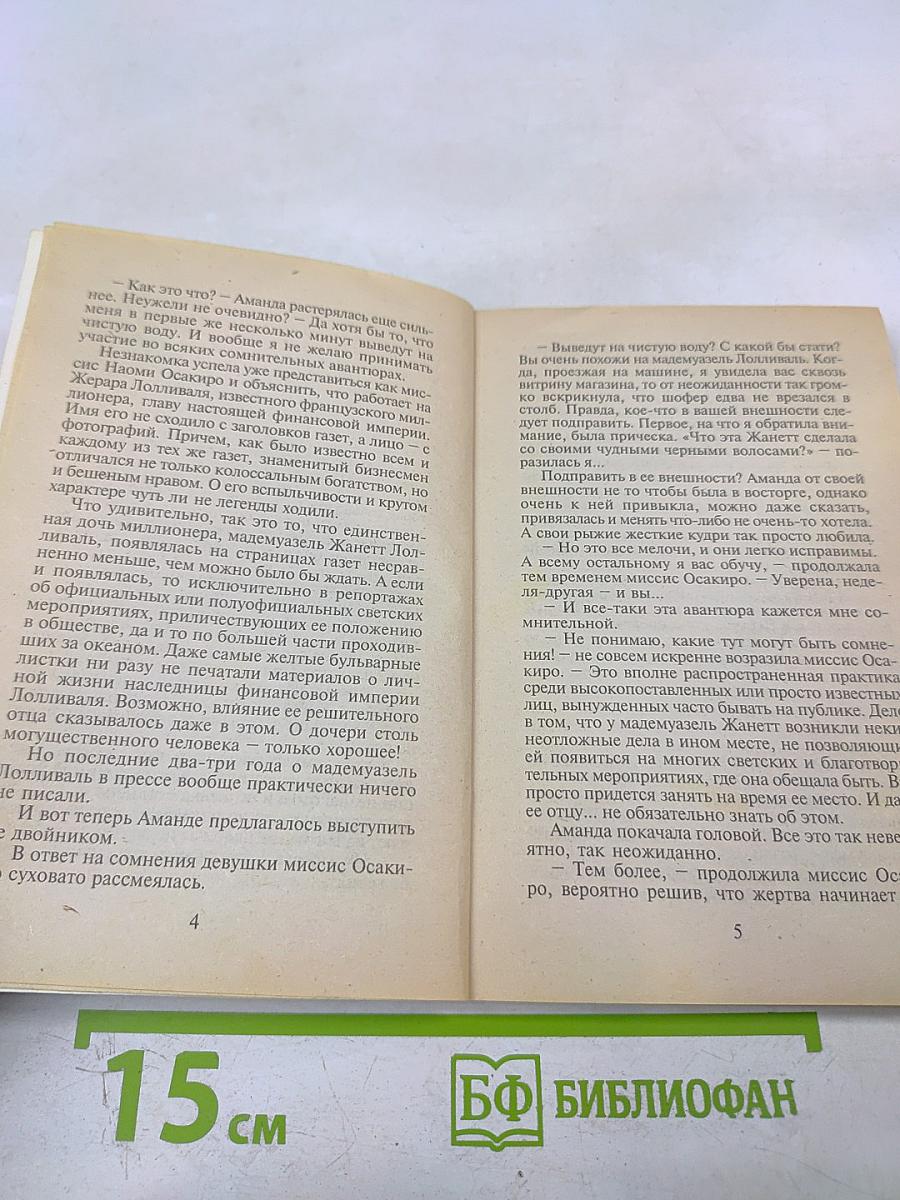 – Как это что? – Аманда растерялась еще силь-
нее. Неужели не очевидно? – Да хотя бы то, что
меня в первые же несколько минут выведут на
чистую воду. И вообще я не желаю принимать
участие во всяких сомнительных авантюрах.
Незнакомка успела уже представиться как мис-
сис Наоми Осакиро и объяснить, что работает на
Жерара Лолливаля, известного французского мил-
лионера, главу настоящей финансовой империи.
Имя его не сходило с заголовков газет, а лицо – с
фотографий. Причем, как было известно всем и
каждому из тех же газет, знаменитый бизнесмен
отличался не только колоссальным богатством, но
и бешеным нравом. О его вспыльчивости и крутом
характере чуть ли не легенды ходили.
Что удивительно, так это то, что единствен-
ная дочь миллионера, мадемуазель Жанетт Лол-
ливаль, появлялась на страницах газет несрав-
ненно меньше, чем можно было бы ждать. А если
и появлялась, то исключительно в репортажах
об официальных или полуофициальных светских
мероприятиях, приличествующих ее положению
в обществе, да и то по большей части проходив-
ших за океаном. Даже самые желтые бульварные
листки ни разу не печатали материалов о лич-
ной жизни наследницы финансовой империи
Лолливаля. Возможно, влияние ее решительного
отца сказывалось даже в этом. О дочери столь
могущественного человека – только хорошее!
Но последние два-три года о мадемуазель
Лолливаль в прессе вообще практически ничего
не писали.
И вот теперь Аманде предлагалось выступить
е двойником.
В ответ на сомнения девушки миссис Осаки-
о суховато рассмеялась.
4
– Выведут на чистую воду? С какой бы стати?
Вы очень похожи на мадемуазель Лолливаль. Ког-
да, проезжая на машине, я увидела вас сквозь
витрину магазина, то от неожиданности так гром-
ко вскрикнула, что шофер едва не врезался в
столб. Правда, кое-что в вашей внешности сле-
дует подправить. Первое, на что я обратила вни-
мание, была прическа. «Что эта Жанетт сделала
со своими чудными черными волосами?» – по-
разилась я...
Подправить в ее внешности? Аманда от своей
внешности не то чтобы была в восторге, однако
очень к ней привыкла, можно даже сказать,
привязалась и менять что-либо не очень-то хотела.
А свои рыжие жесткие кудри так просто любила.
– Но это все мелочи, и они легко исправимы.
А всему остальному я вас обучу, – продолжала
тем временем миссис Осакиро. – Уверена, неде-
ля-другая – и вы...
– И все-таки эта авантюра кажется мне со-
мнительной.
– Не понимаю, какие тут могут быть сомне-
ния! – не совсем искренне возразила миссис Оса-
киро. – Это вполне распространенная практика
среди высокопоставленных или просто известных
лиц, вынужденных часто бывать на публике. Дело
в том, что у мадемуазель Жанетт возникли неки
неотложные дела в ином месте, не позволяющи
ей появиться на многих светских и благотвор
тельных мероприятиях, где она обещала быть. В
просто придется занять на время ее место. И да
ее отцу... не обязательно знать об этом.
Аманда покачала головой. Все это так неве
ятно, так неожиданно.
– Тем более, – продолжила миссис Оса
ро, вероятно решив, что жертва начинает
5
15 см
БФ БИБЛИОФАН